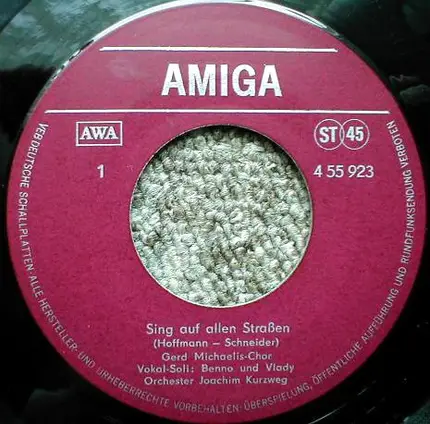 AMIGA
AWA
ST 45
1
4 55 923
Sing auf allen Straßen
(Hoffmann – Schneider)
Gerd Michaelis-Chor
Vokal-Soli: Benno und Vlady
Orchester Joachim Kurzweg
VEB DEUTSCHE SCHALLPLATTEN · ALLE HERSTELLER- UND URHEBERRECHTE VORBEHALTEN · ÜBERSPIELUNG, ÖFFENTLICHE AUFFÜHRUNG UND RUNDFUNKSENDUNG VERBOTEN